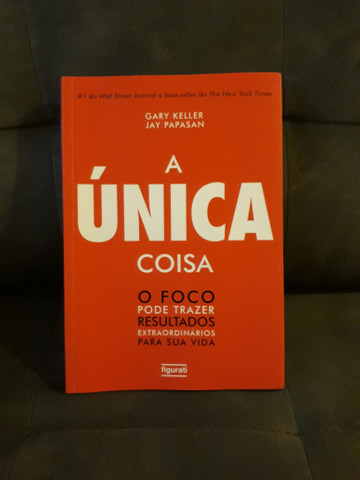 #1 do Wall Street Journal e best-seller do The New York Times
GARY KELLER
JAY PAPASAN
A
ÚNICA
COISA
O FOCO
PODE TRAZER
RESULTADOS
EXTRAORDINÁRIOS
PARA SUA VIDA
figurati